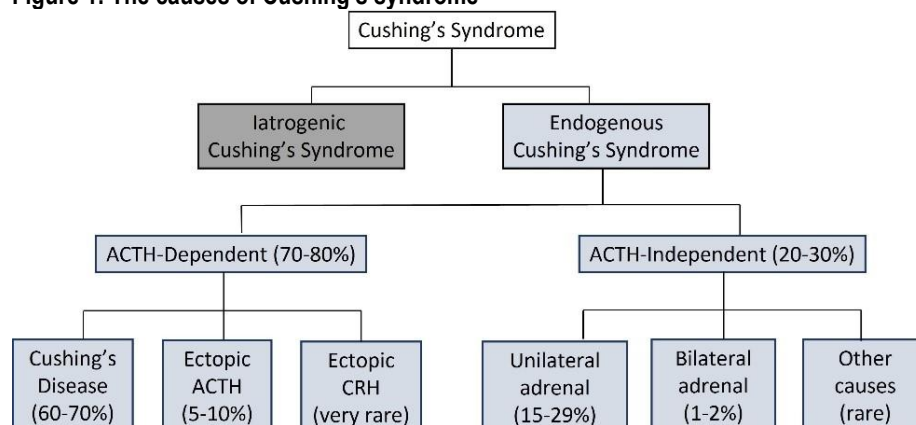 Figure 1. The causes of Cushing's syndrome
Cushing's Syndrome
Iatrogenic
Cushing's Syndrome
Endogenous
Cushing's Syndrome
ACTH-Dependent (70-80%)
ACTH-Independent (20-30%)
Cushing's
Disease
(60-70%)
Ectopic
ACTH
(5-10%)
Ectopic
CRH
(very rare)
Unilateral
adrenal
(15-29%)
Bilateral
adrenal
(1-2%)
Other
causes
(rare)